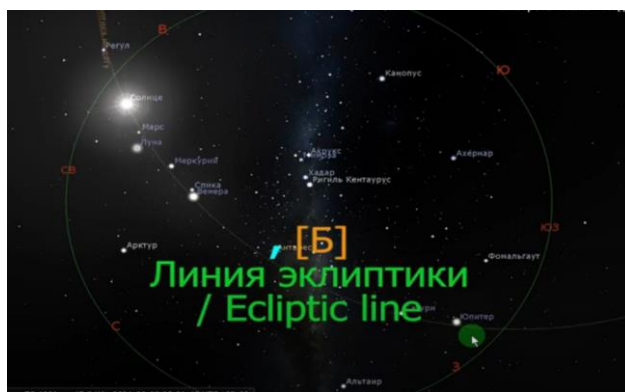 В
Регул
Ю
Канопус
Солнце
Марс
Луна
Акрукс
Ахернар
Меркурий
СВ
Хадар
Ригиль Кентаурус
Спика
Венера
ЮЗ
, [Б]
Арктур
Фомальгаут
Линия эклиптики
/ Ecliptic line
Юпитер
С
З
Альтаир